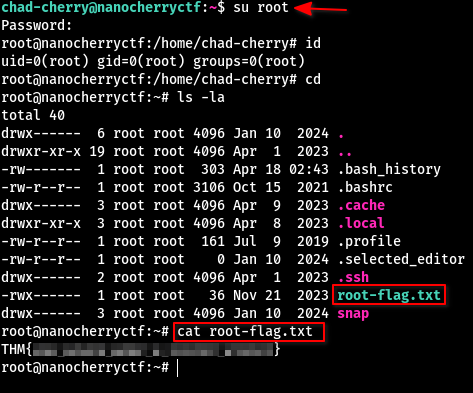 chad-cherry@nanocherryctf:~$ su root
Password:
root@nanocherryctf:/home/chad-cherry# id
uid=0(root) gid=0(root) groups=0(root)
root@nanocherryctf:/home/chad-cherry# cd
root@nanocherryctf:~# ls -la
total 40
drwx------  6 root root 4096 Jan 10  2024 .
drwxr-xr-x 19 root root 4096 Apr  1  2023 ..
-rw-------  1 root root  303 Apr 18 02:43 .bash_history
-rw-r--r--  1 root root 3106 Oct 15  2021 .bashrc
drwx------  3 root root 4096 Apr  9  2023 .cache
drwxr-xr-x  3 root root 4096 Apr  8  2023 .local
-rw-r--r--  1 root root  161 Jul  9  2019 .profile
-rw-r--r--  1 root root    0 Jan 10  2024 .selected_editor
drwx------  2 root root 4096 Apr  1  2023 .ssh
-rwx------  1 root root   36 Nov 21  2023 root-flag.txt
drwx------  3 root root 4096 Jan 10  2024 snap
root@nanocherryctf:~# cat root-flag.txt
THM{ }
root@nanocherryctf:~#